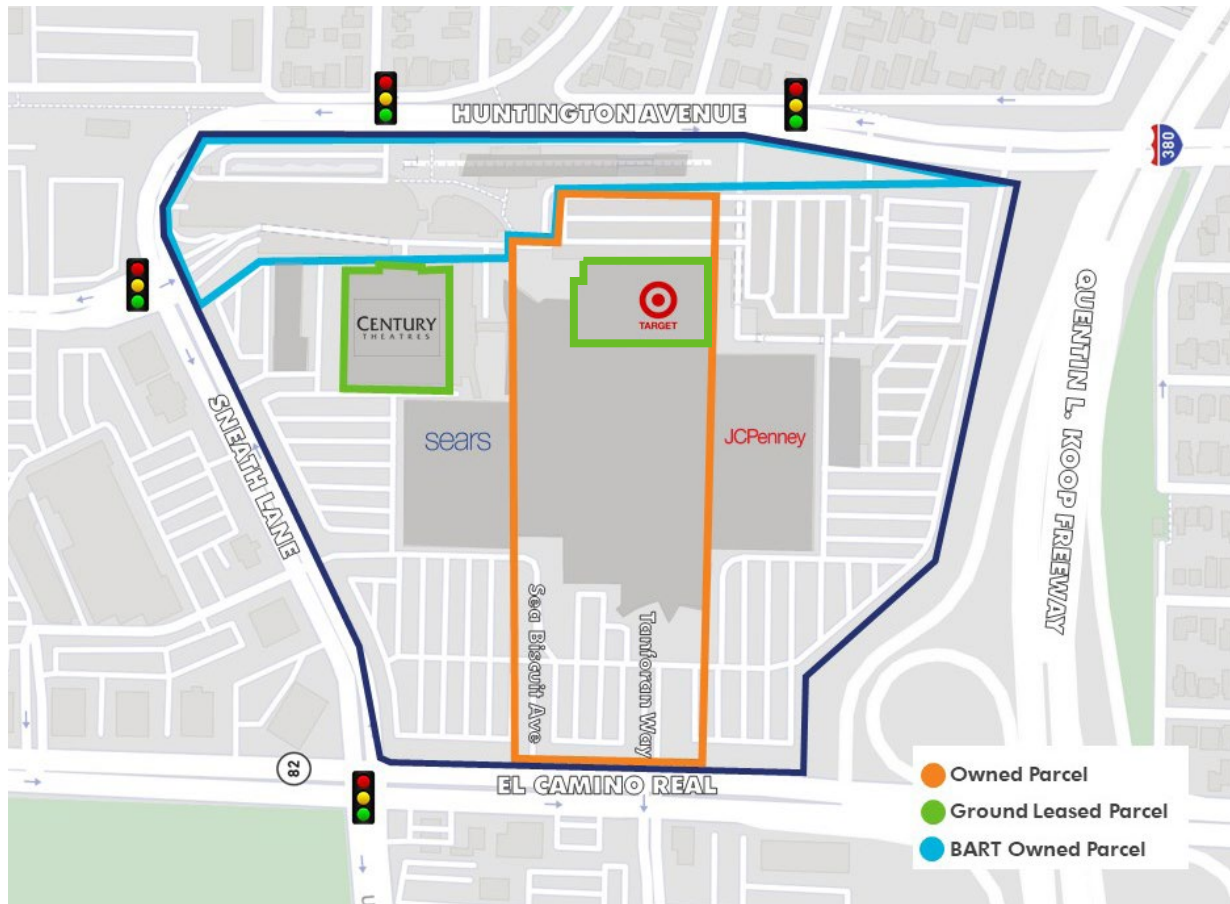 HUNTINGTON AVENUE
380
CENTURY
THEATRES
TARGET
QUENTIN L. KOOP FREEWAY
SNEATH LANE
sears
JCPenney
Sea Biscuit Ave
Tanforan Way
82
EL CAMINO REAL
Owned Parcel
Ground Leased Parcel
BART Owned Parcel